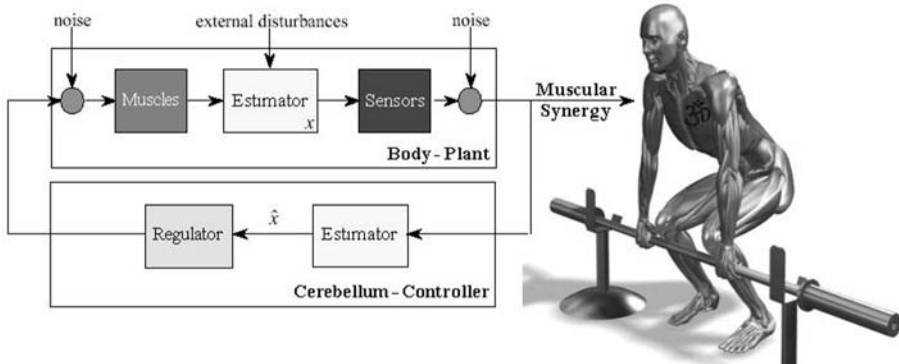 noise
external disturbances
noise
Muscles
Estimator
x
Sensors
Body - Plant
Muscular
Synergy
ॐ
Regulator
x̂
Estimator
Cerebellum - Controller